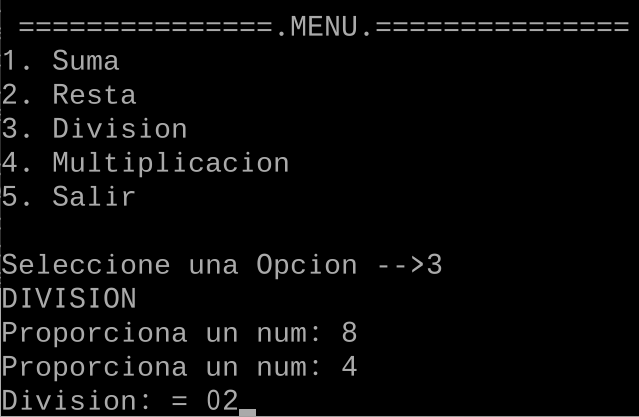 ===============.MENU.===============
1. Suma
2. Resta
3. Division
4. Multiplicacion
5. Salir
Seleccione una Opcion -->3
DIVISION
Proporciona un num: 8
Proporciona un num: 4
Division: = 02